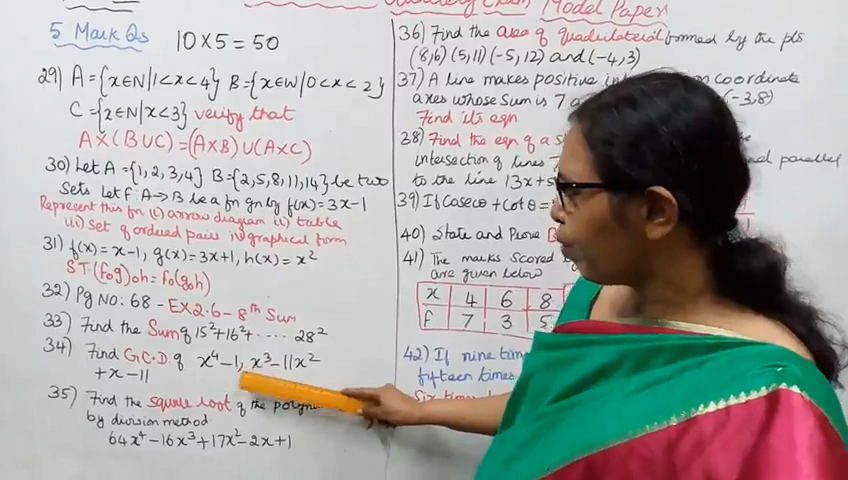 Model Paper
5 Mark Qs 10 X 5 = 50
29) A = {x∈N | 1<x<4} B = {x∈W | 0<x<2}
C = {x∈N | x<3} verify that
A X (B U C) = (A X B) U (A X C)
30) Let A = {1, 2, 3, 4} B = {2, 5, 8, 11, 14} be two
Sets Let f: A → B be a fn gn by f(x) = 3x-1
Represent this fn (i) arrow diagram ii) table
iii) set of ordered pairs iv) graphical form
31) f(x) = x-1, g(x) = 3x+1, h(x) = x²
ST (fog)oh = fo(goh)
32) Pg NO: 68 - EX 2.6 - 8th Sum
33) Find the Sum of 15²+16²+ ..... 28²
34) Find G.C.D of x⁴-1, x³-11x²
+x-11
35) Find the square root of the
by division method
64x⁴-16x³+17x²-2x+1
36) Find the area of quadrilateral formed by the pts
(8,6) (5,11) (-5,12) and (-4,3)
37) A line makes positive coordinate
axes whose sum is 7 (-3,8)
Find its eqn
38) Find the eqn of a
intersection of lines parallel
to the line 13x+5
39) If cosecθ + cotθ =
40) State and Prove
41) The marks scored
are given below
x 4 6 8
f 7 3 5
42) If nine
fifteen times
Six